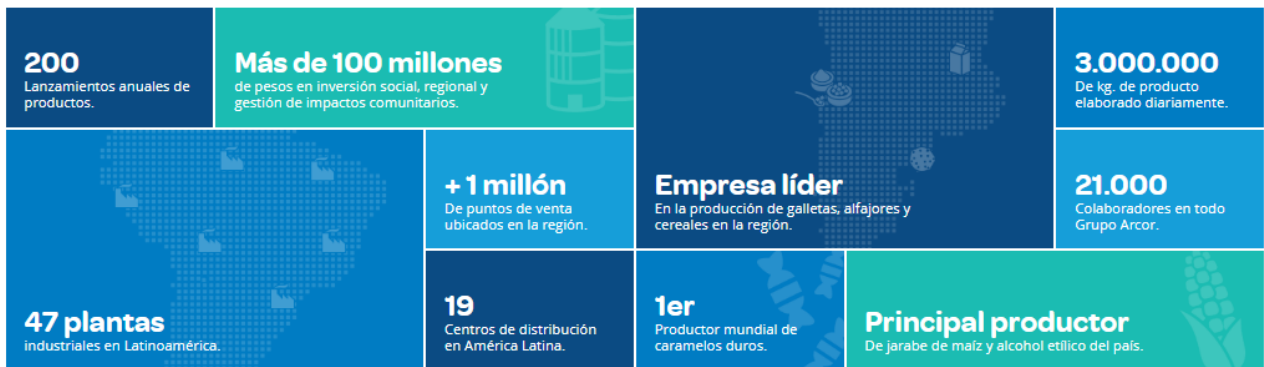 200
Lanzamientos anuales de
productos.
Más de 100 millones
de pesos en inversión social, regional y
gestión de impactos comunitarios.
Empresa líder
En la producción de galletas, alfajores y
cereales en la región.
3.000.000
De kg. de producto
elaborado diariamente.
47 plantas
industriales en Latinoamérica.
+ 1 millón
De puntos de venta
ubicados en la región.
21.000
Colaboradores en todo
Grupo Arcor.
19
Centros de distribución
en América Latina.
1er
Productor mundial de
caramelos duros.
Principal productor
De jarabe de maíz y alcohol etílico del país.